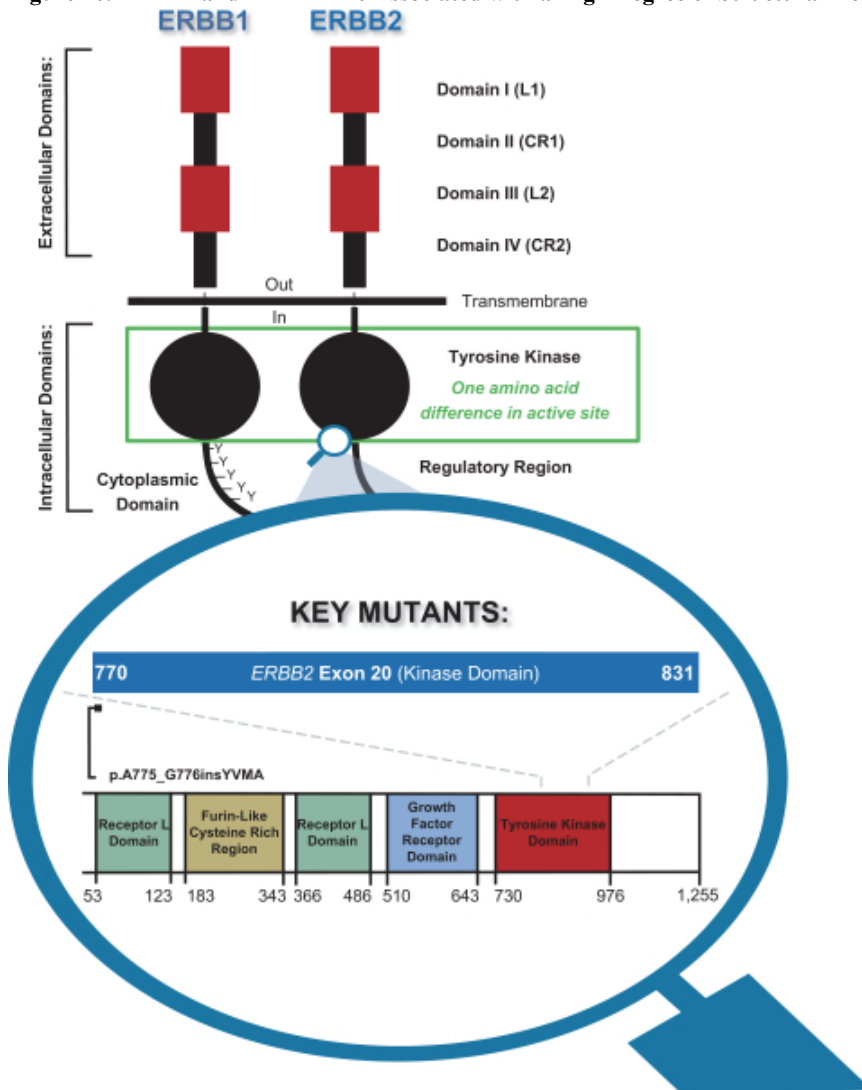 ERBB1 ERBB2
Extracellular Domains:
Domain I (L1)
Domain II (CR1)
Domain III (L2)
Domain IV (CR2)
Out
Transmembrane
In
Intracellular Domains:
Tyrosine Kinase
One amino acid
difference in active site
Y
Y
Y
Y
Y
Cytoplasmic
Domain
Regulatory Region
KEY MUTANTS:
770 ERBB2 Exon 20 (Kinase Domain) 831
p.A775_G776insYVMA
Receptor L
Domain
Furin-Like
Cysteine Rich
Region
Receptor L
Domain
Growth
Factor
Receptor
Domain
Tyrosine Kinase
Domain
53 123 183 343 366 486 510 643 730 976 1,255